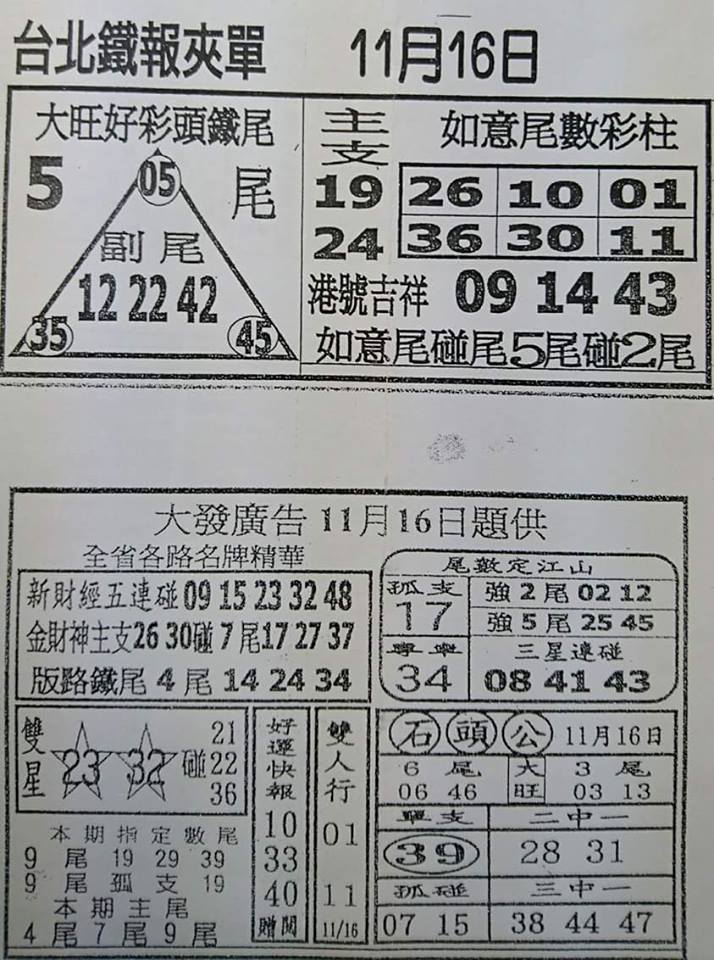 台北鐵報夾單 11月16日
大旺好彩頭鐵尾
5 05 尾
副尾
12 22 42
35 45
主支 如意尾數彩柱
19 26 10 01
24 36 30 11
港號吉祥 09 14 43
如意尾碰尾5尾碰2尾
大發廣告11月16日題供
全省各路名牌精華
新財經五連碰09 15 23 32 48
金財神主支26 30碰7尾17 27 37
版路鐵尾4尾14 24 34
尾數定江山
孤支
17
強2尾02 12
強5尾25 45
34
三星連碰
08 41 43
雙星 23 32 碰 21 22 36
本期指定數尾
9尾 19 29 39
9尾孤支19
本期主尾
4尾7尾9尾
好運快報
10
33
40
贈閱
雙人行
01
11
11/16
石頭公 11月16日
6尾 大旺 3尾
06 46 03 13
單支 二中一
39 28 31
孤碰 三中一
07 15 38 44 47